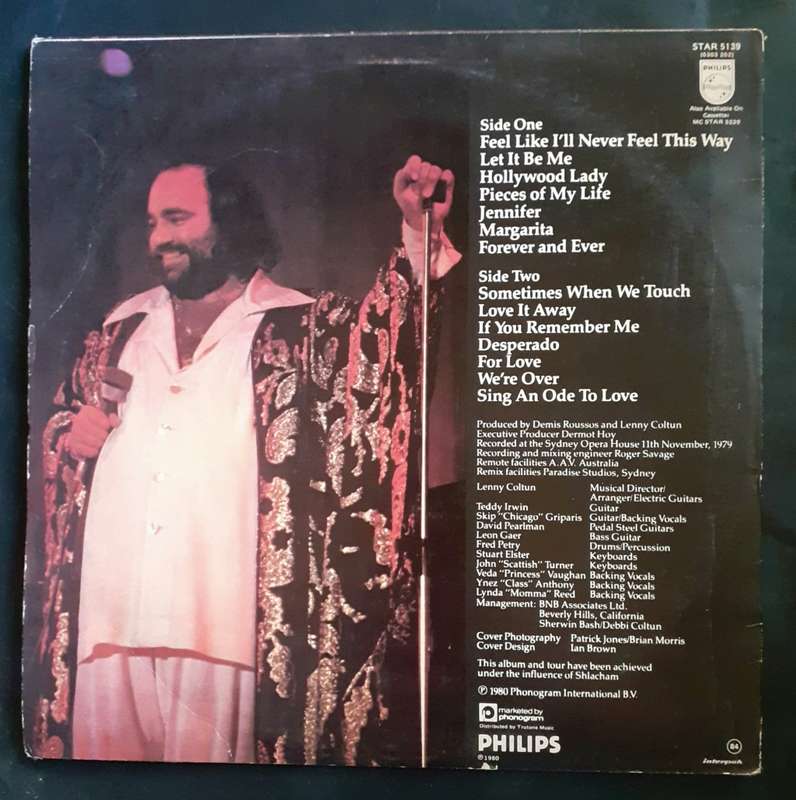 STAR 5139
(6303 202)
PHILIPS
Also Available On
Cassette:
MC STAR 5220
Side One
Feel Like I'll Never Feel This Way
Let It Be Me
Hollywood Lady
Pieces of My Life
Jennifer
Margarita
Forever and Ever
Side Two
Sometimes When We Touch
Love It Away
If You Remember Me
Desperado
For Love
We're Over
Sing An Ode To Love
Produced by Demis Roussos and Lenny Coltun
Executive Producer Dermot Hoy
Recorded at the Sydney Opera House 11th November, 1979
Recording and mixing engineer Roger Savage
Remote facilities A.A.V. Australia
Remix facilities Paradise Studios, Sydney
Lenny Coltun Musical Director/
Arranger/Electric Guitars
Teddy Irwin Guitar
Skip "Chicago" Griparis Guitar/Backing Vocals
David Pearlman Pedal Steel Guitars
Leon Gaer Bass Guitar
Fred Petry Drums/Percussion
Stuart Elster Keyboards
John "Scattish" Turner Keyboards
Veda "Princess" Vaughan Backing Vocals
Ynez "Class" Anthony Backing Vocals
Lynda "Momma" Reed Backing Vocals
Management: BNB Associates Ltd.
Beverly Hills, California
Sherwin Bash/Debbi Coltun
Cover Photography Patrick Jones/Brian Morris
Cover Design Ian Brown
This album and tour have been achieved
under the influence of Shlacham
℗ 1980 Phonogram International B.V.
marketed by
phonogram
Distributed by Trutone Music
PHILIPS
℗ 1980
84
interpak